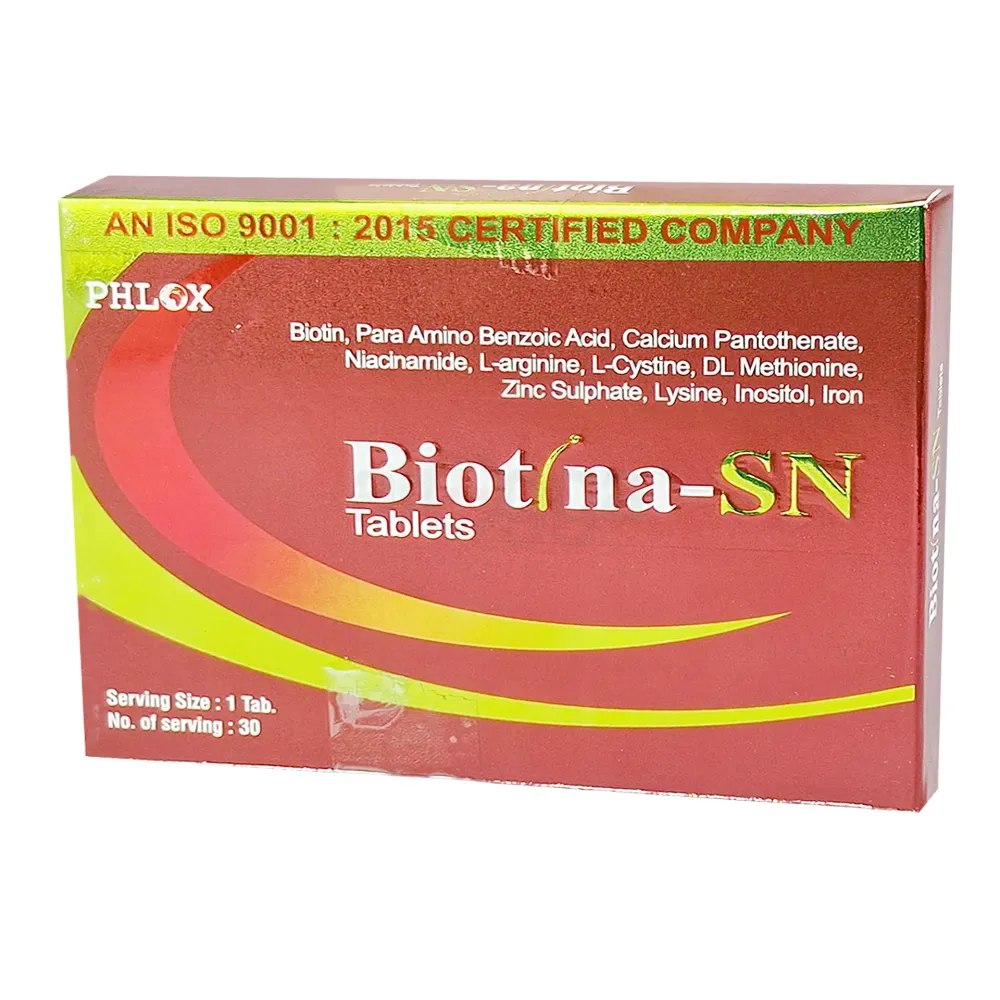 Biotina-SN Tablets
AN ISO 9001 : 2015 CERTIFIED COMPANY
PHLOX
Biotin, Para Amino Benzoic Acid, Calcium Pantothenate,
Niacinamide, L-arginine, L-Cystine, DL Methionine,
Zinc Sulphate, Lysine, Inositol, Iron
Biotina-SN
Tablets
Serving Size : 1 Tab.
No. of serving : 30
Biotina-SN Tablets